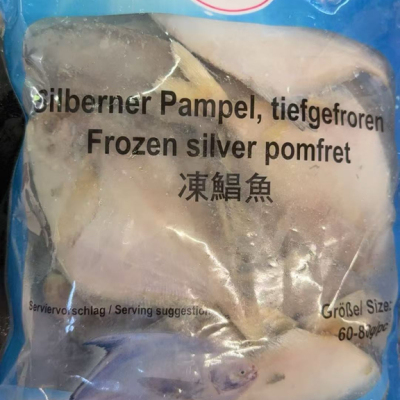 Silberner Pampel, tiefgefroren
Frozen silver pomfret
凍鯧魚
Serviervorschlag / Serving suggestion
Größe/ Size: